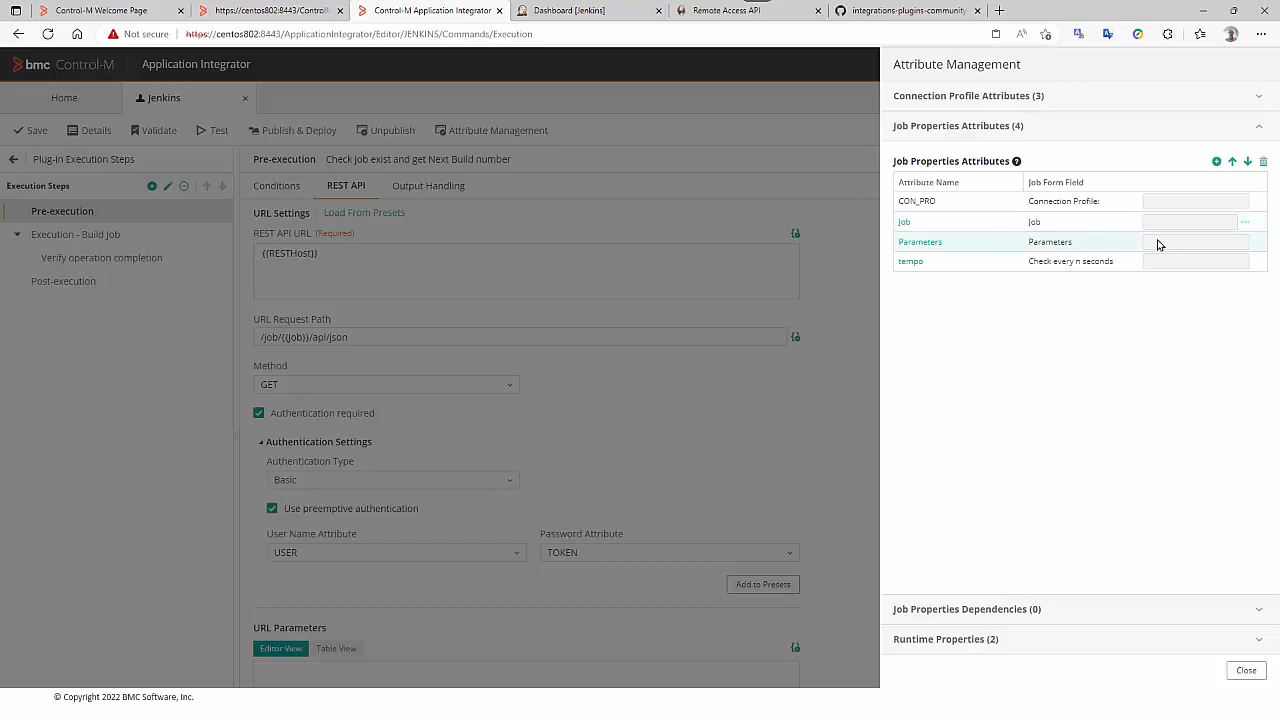 Control-M Welcome Page
https://centos802:8443/Control-
Control-M Application Integrator
Dashboard [Jenkins]
Remote Access API
integrations-plugins-community
Not secure
https://centos802:8443/ApplicationIntegrator/Editor/JENKINS/Commands/Execution
bmc Control-M Application Integrator
Home
Jenkins
Save
Details
Validate
Test
Publish & Deploy
Unpublish
Attribute Management
Plug-in Execution Steps
Execution Steps
Pre-execution
Execution - Build Job
Verify operation completion
Post-execution
Pre-execution Check job exist and get Next Build number
Conditions
REST API
Output Handling
URL Settings Load From Presets
REST API URL (Required)
{{RESTHost}}
URL Request Path
/job/{{Job}}/api/json
Method
GET
Authentication required
Authentication Settings
Authentication Type
Basic
Use preemptive authentication
User Name Attribute
USER
Password Attribute
TOKEN
Add to Presets
URL Parameters
Editor View
Table View
Attribute Management
Connection Profile Attributes (3)
Job Properties Attributes (4)
Job Properties Attributes
Attribute Name Job Form Field
CON_PRO Connection Profile:
Job Job
Parameters Parameters
tempo Check every n seconds
Job Properties Dependencies (0)
Runtime Properties (2)
Close
© Copyright 2022 BMC Software, Inc.